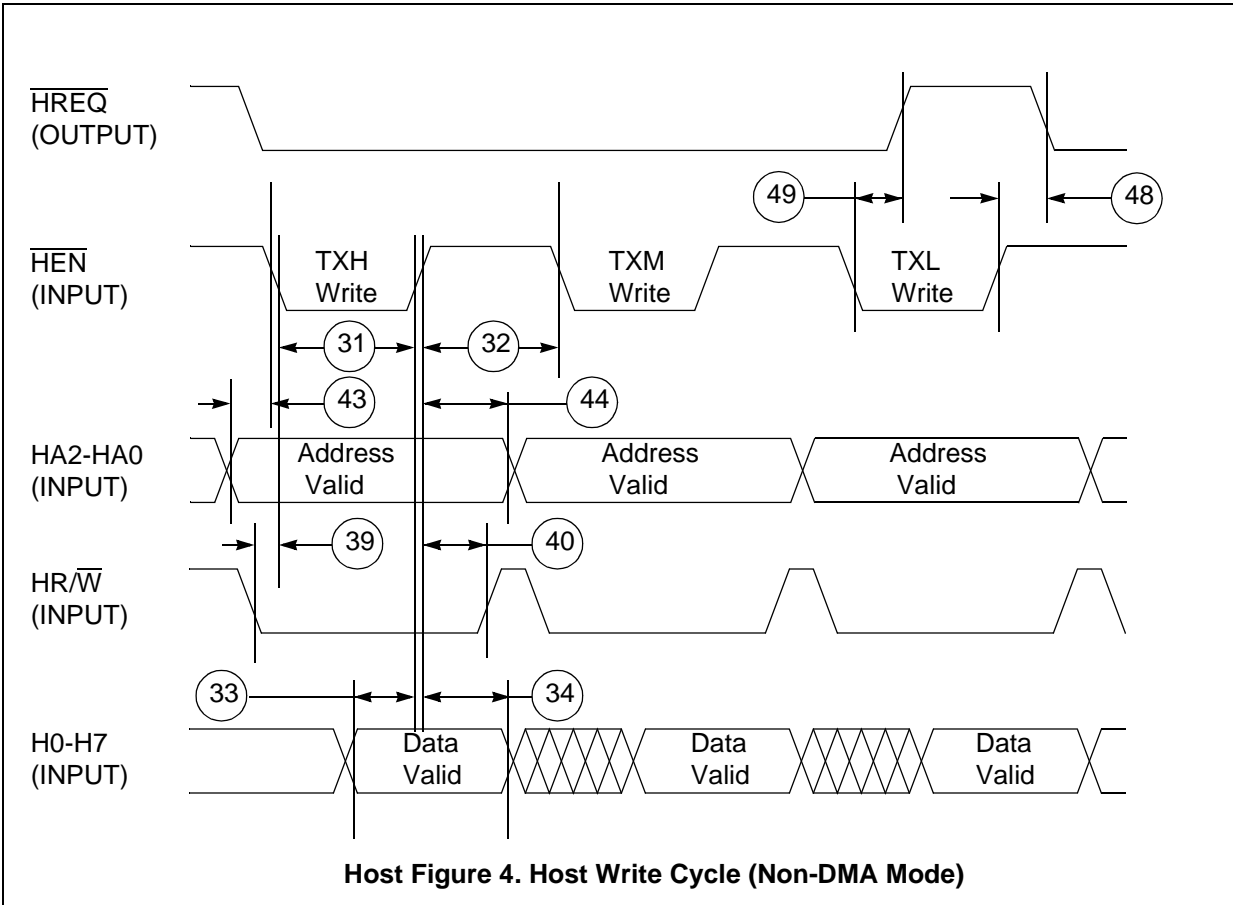 HREQ
(OUTPUT)
49
48
HEN
(INPUT)
TXH
Write
TXM
Write
TXL
Write
31
32
43
44
HA2-HA0
(INPUT)
Address
Valid
Address
Valid
Address
Valid
39
40
HR/W
(INPUT)
33
34
H0-H7
(INPUT)
Data
Valid
Data
Valid
Data
Valid
Host Figure 4. Host Write Cycle (Non-DMA Mode)